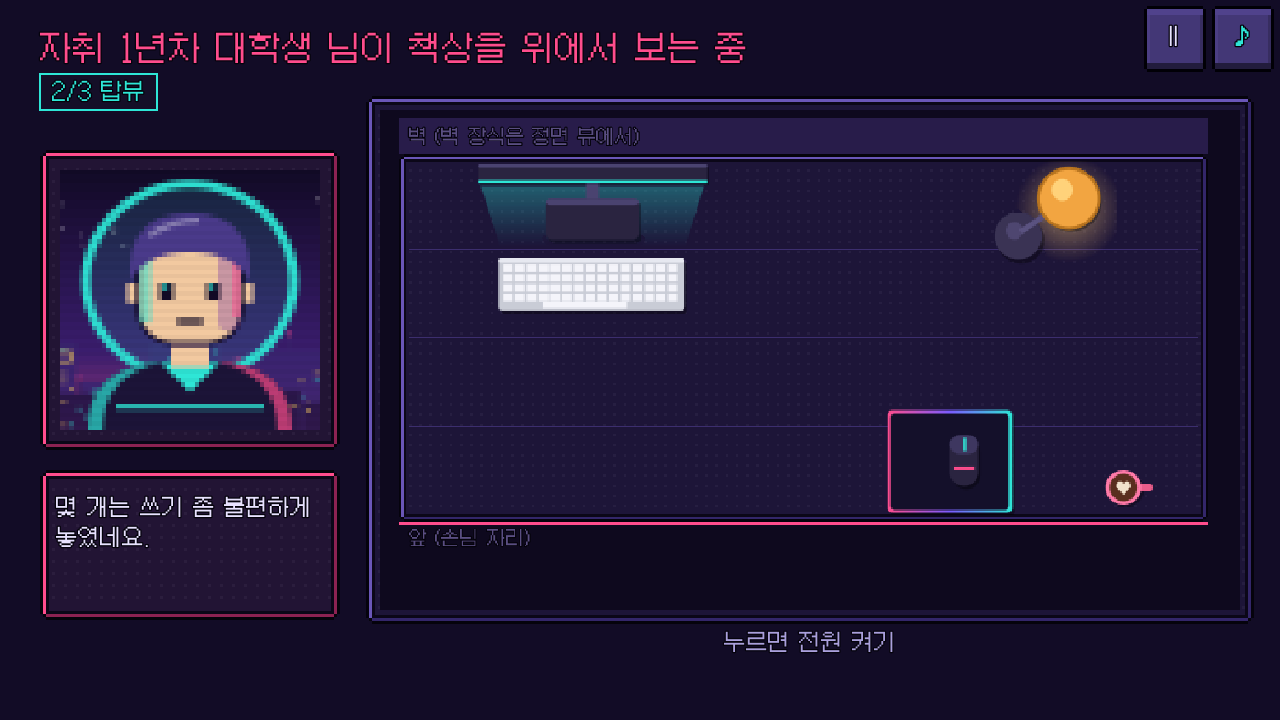 자취 1년차 대학생 님이 책상을 위에서 보는 중
2/3 탑뷰
벽 (벽 장식은 정면 뷰에서)
몇 개는 쓰기 좀 불편하게
놓였네요.
앞 (손님 자리)
누르면 전원 켜기